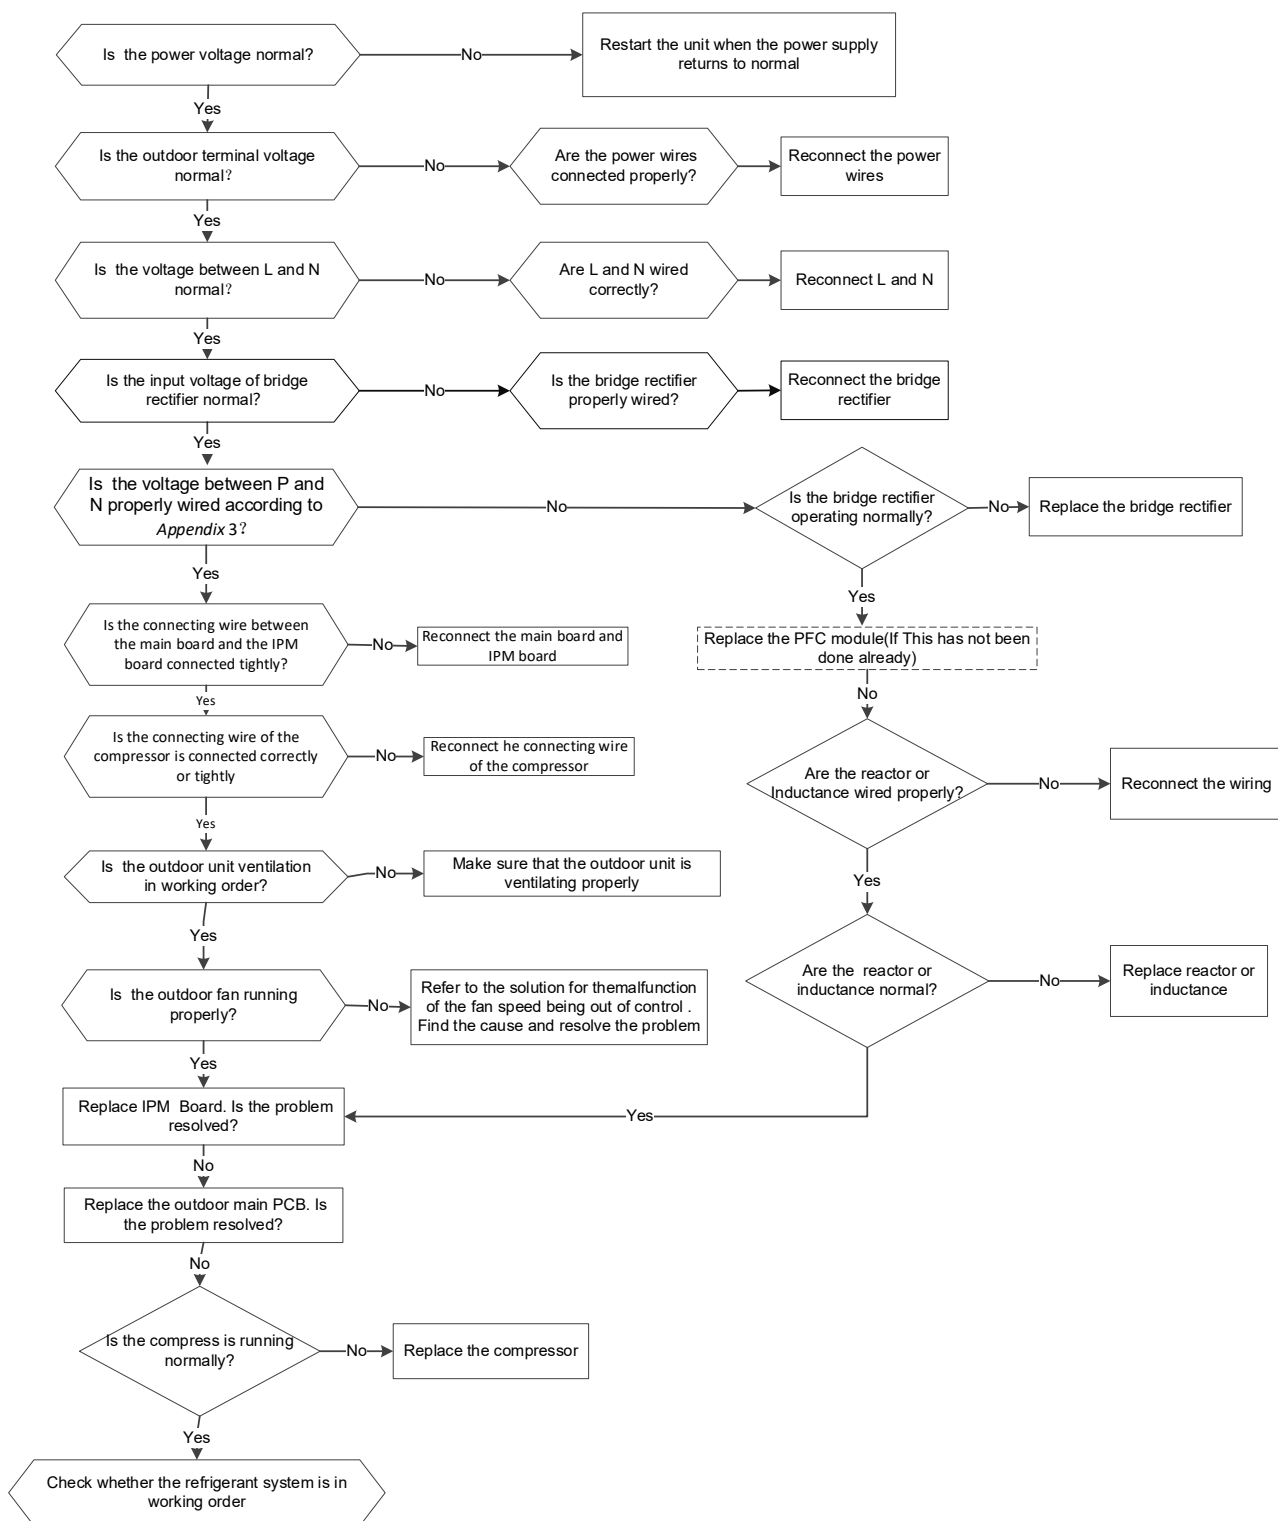 Is the power voltage normal?
No
Restart the unit when the power supply
returns to normal
Yes
Is the outdoor terminal voltage
normal?
No
Are the power wires
connected properly?
Reconnect the power
wires
Yes
Is the voltage between L and N
normal?
No
Are L and N wired
correctly?
Reconnect L and N
Yes
Is the input voltage of bridge
rectifier normal?
No
Is the bridge rectifier
properly wired?
Reconnect the bridge
rectifier
Yes
Is the voltage between P and
N properly wired according to
Appendix 3?
No
Is the bridge rectifier
operating normally?
No
Replace the bridge rectifier
Yes
Yes
Is the connecting wire between
the main board and the IPM
board connected tightly?
No
Reconnect the main board and
IPM board
Replace the PFC module(If This has not been
done already)
No
Yes
Is the connecting wire of the
compressor is connected correctly
or tightly
No
Reconnect he connecting wire
of the compressor
Are the reactor or
Inductance wired properly?
No
Reconnect the wiring
Yes
Is the outdoor unit ventilation
in working order?
No
Make sure that the outdoor unit is
ventilating properly
Yes
Yes
Are the reactor or
inductance normal?
No
Replace reactor or
inductance
Is the outdoor fan running
properly?
No
Refer to the solution for themalfunction
of the fan speed being out of control .
Find the cause and resolve the problem
Yes
Replace IPM Board. Is the problem
resolved?
Yes
No
Replace the outdoor main PCB. Is
the problem resolved?
No
Is the compress is running
normally?
No
Replace the compressor
Yes
Check whether the refrigerant system is in
working order